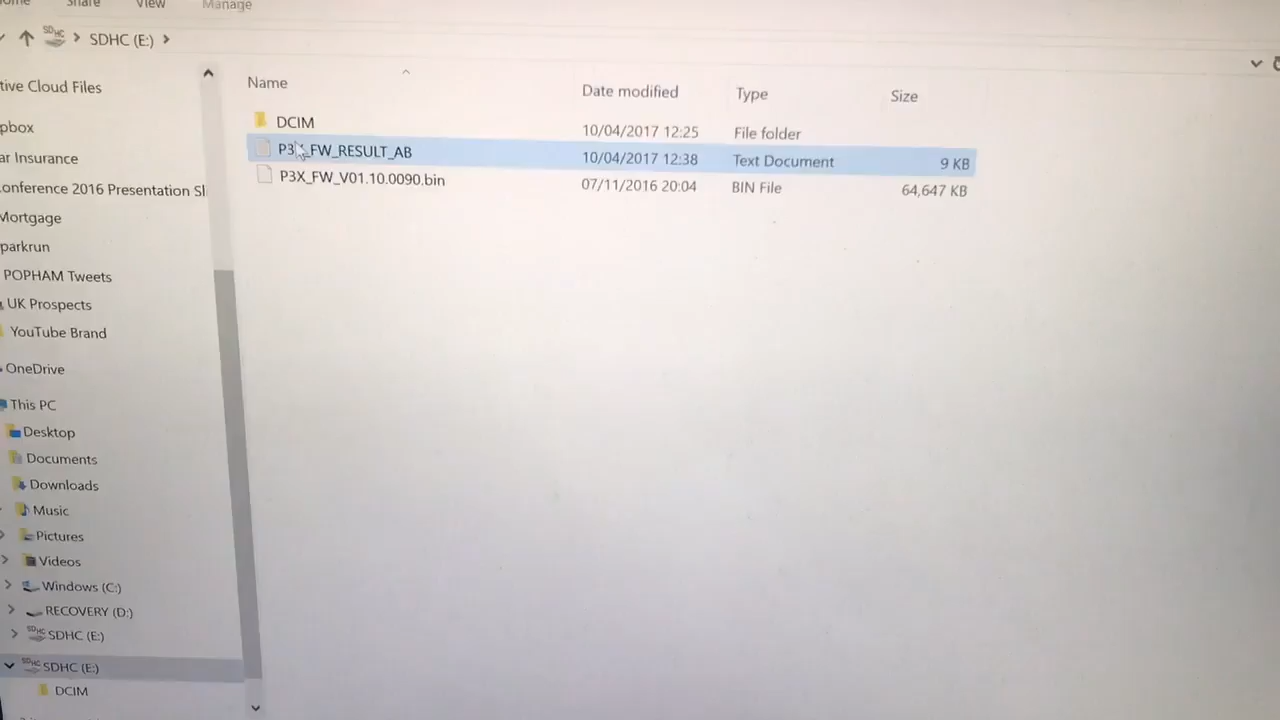 Share
View
Manage
SDHC (E:)
tive Cloud Files
Name
Date modified
Type
Size
pbox
DCIM
10/04/2017 12:25
File folder
ar Insurance
P3X_FW_RESULT_AB
10/04/2017 12:38
Text Document
9 KB
onference 2016 Presentation Sl
P3X_FW_V01.10.0090.bin
07/11/2016 20:04
BIN File
64,647 KB
Mortgage
parkrun
POPHAM Tweets
UK Prospects
YouTube Brand
OneDrive
This PC
Desktop
Documents
Downloads
Music
Pictures
Videos
Windows (C:)
RECOVERY (D:)
SDHC (E:)
SDHC (E:)
DCIM